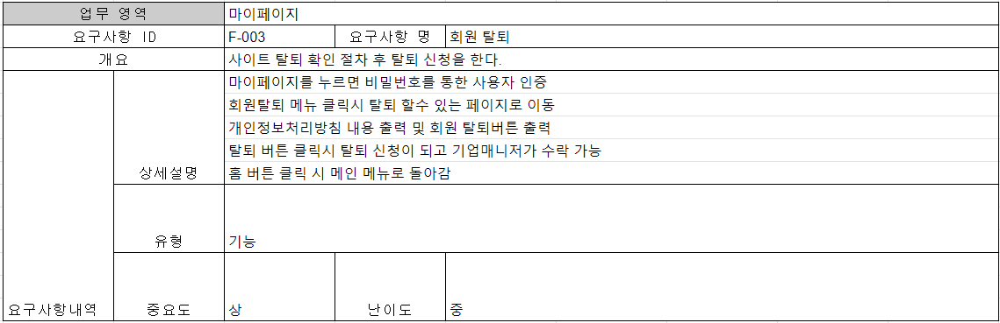 업무 영역 마이페이지
요구사항 ID F-003 요구사항 명 회원 탈퇴
개요 사이트 탈퇴 확인 절차 후 탈퇴 신청을 한다.
마이페이지를 누르면 비밀번호를 통한 사용자 인증
회원탈퇴 메뉴 클릭시 탈퇴 할수 있는 페이지로 이동
개인정보처리방침 내용 출력 및 회원 탈퇴버튼 출력
탈퇴 버튼 클릭시 탈퇴 신청이 되고 기업매니저가 수락 가능
상세설명 홈 버튼 클릭 시 메인 메뉴로 돌아감
유형 기능
요구사항내역 중요도 상 난이도 중